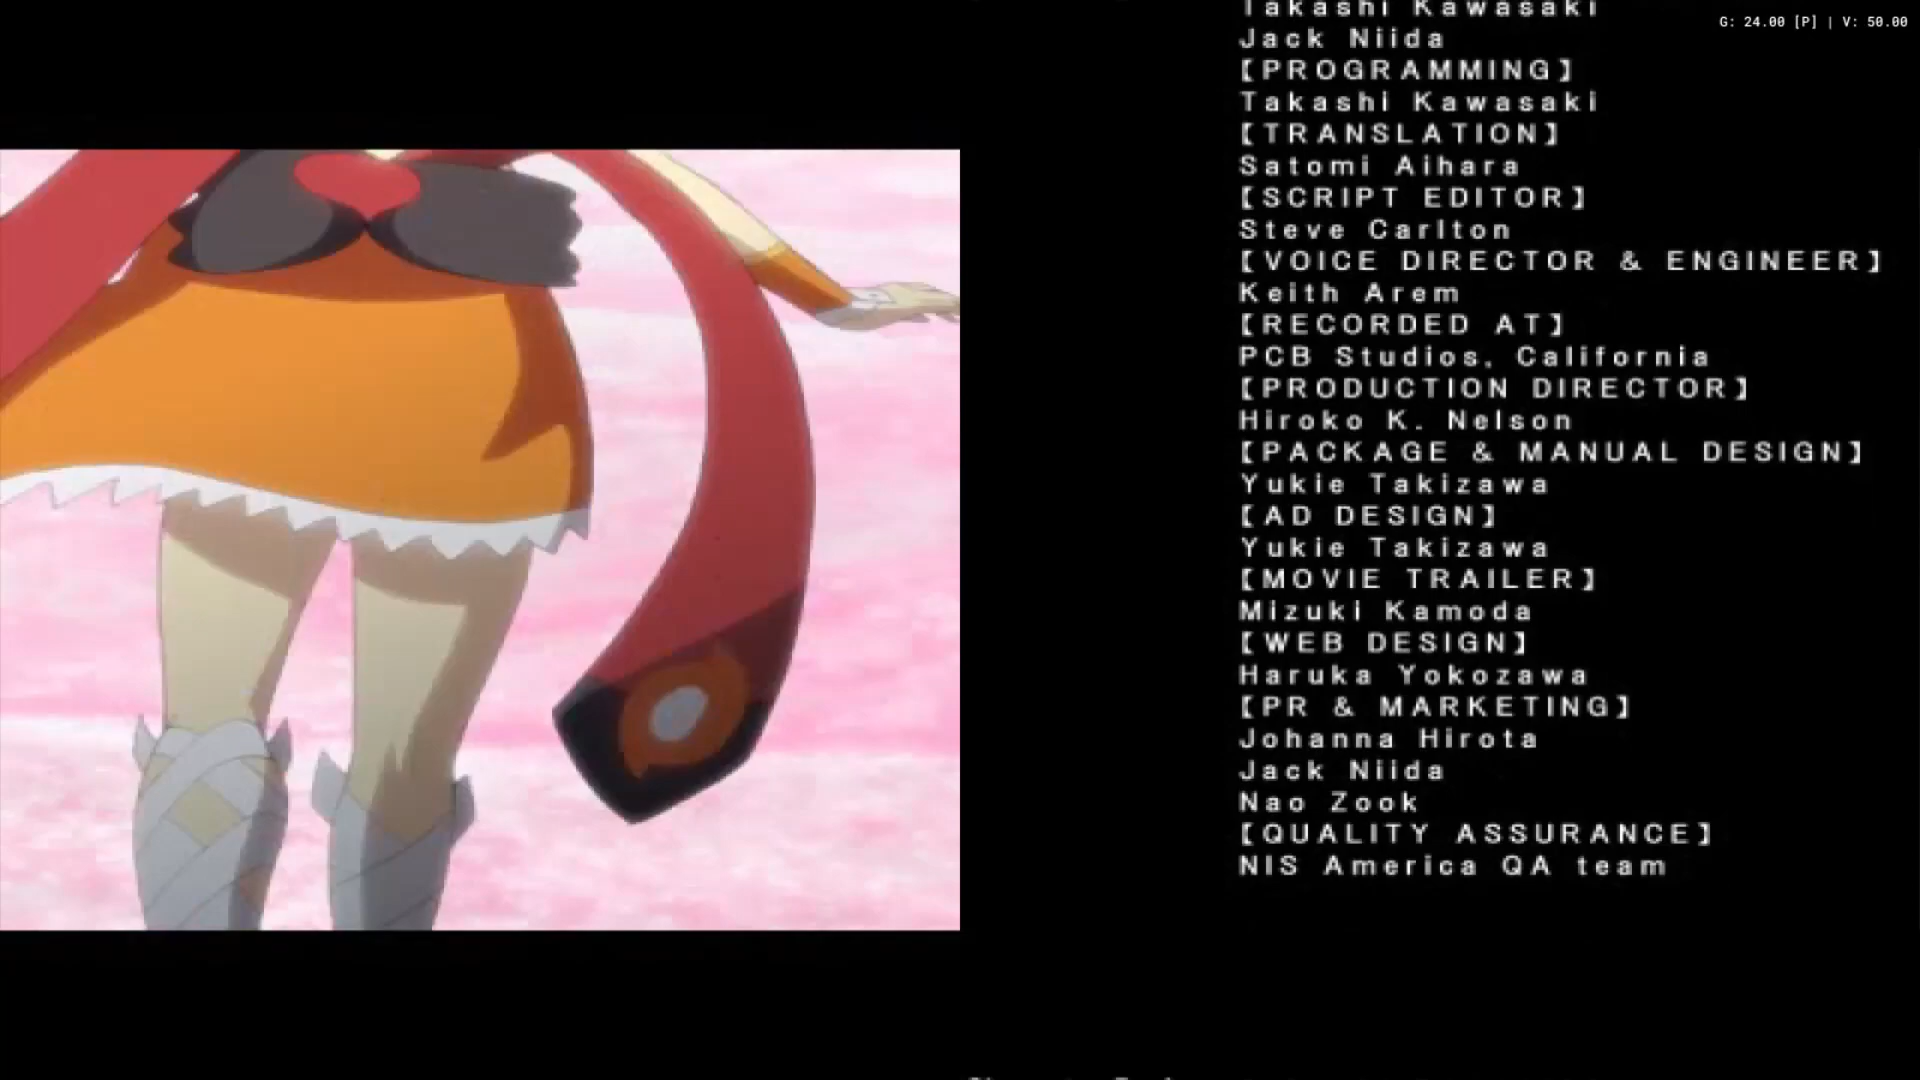 Takashi Kawasaki
G: 24.00 [P] | V: 50.00
Jack Niida
【PROGRAMMING】
Takashi Kawasaki
【TRANSLATION】
Satomi Aihara
【SCRIPT EDITOR】
Steve Carlton
【VOICE DIRECTOR & ENGINEER】
Keith Arem
【RECORDED AT】
PCB Studios, California
【PRODUCTION DIRECTOR】
Hiroko K. Nelson
【PACKAGE & MANUAL DESIGN】
Yukie Takizawa
【AD DESIGN】
Yukie Takizawa
【MOVIE TRAILER】
Mizuki Kamoda
【WEB DESIGN】
Haruka Yokozawa
【PR & MARKETING】
Johanna Hirota
Jack Niida
Nao Zook
【QUALITY ASSURANCE】
NIS America QA team